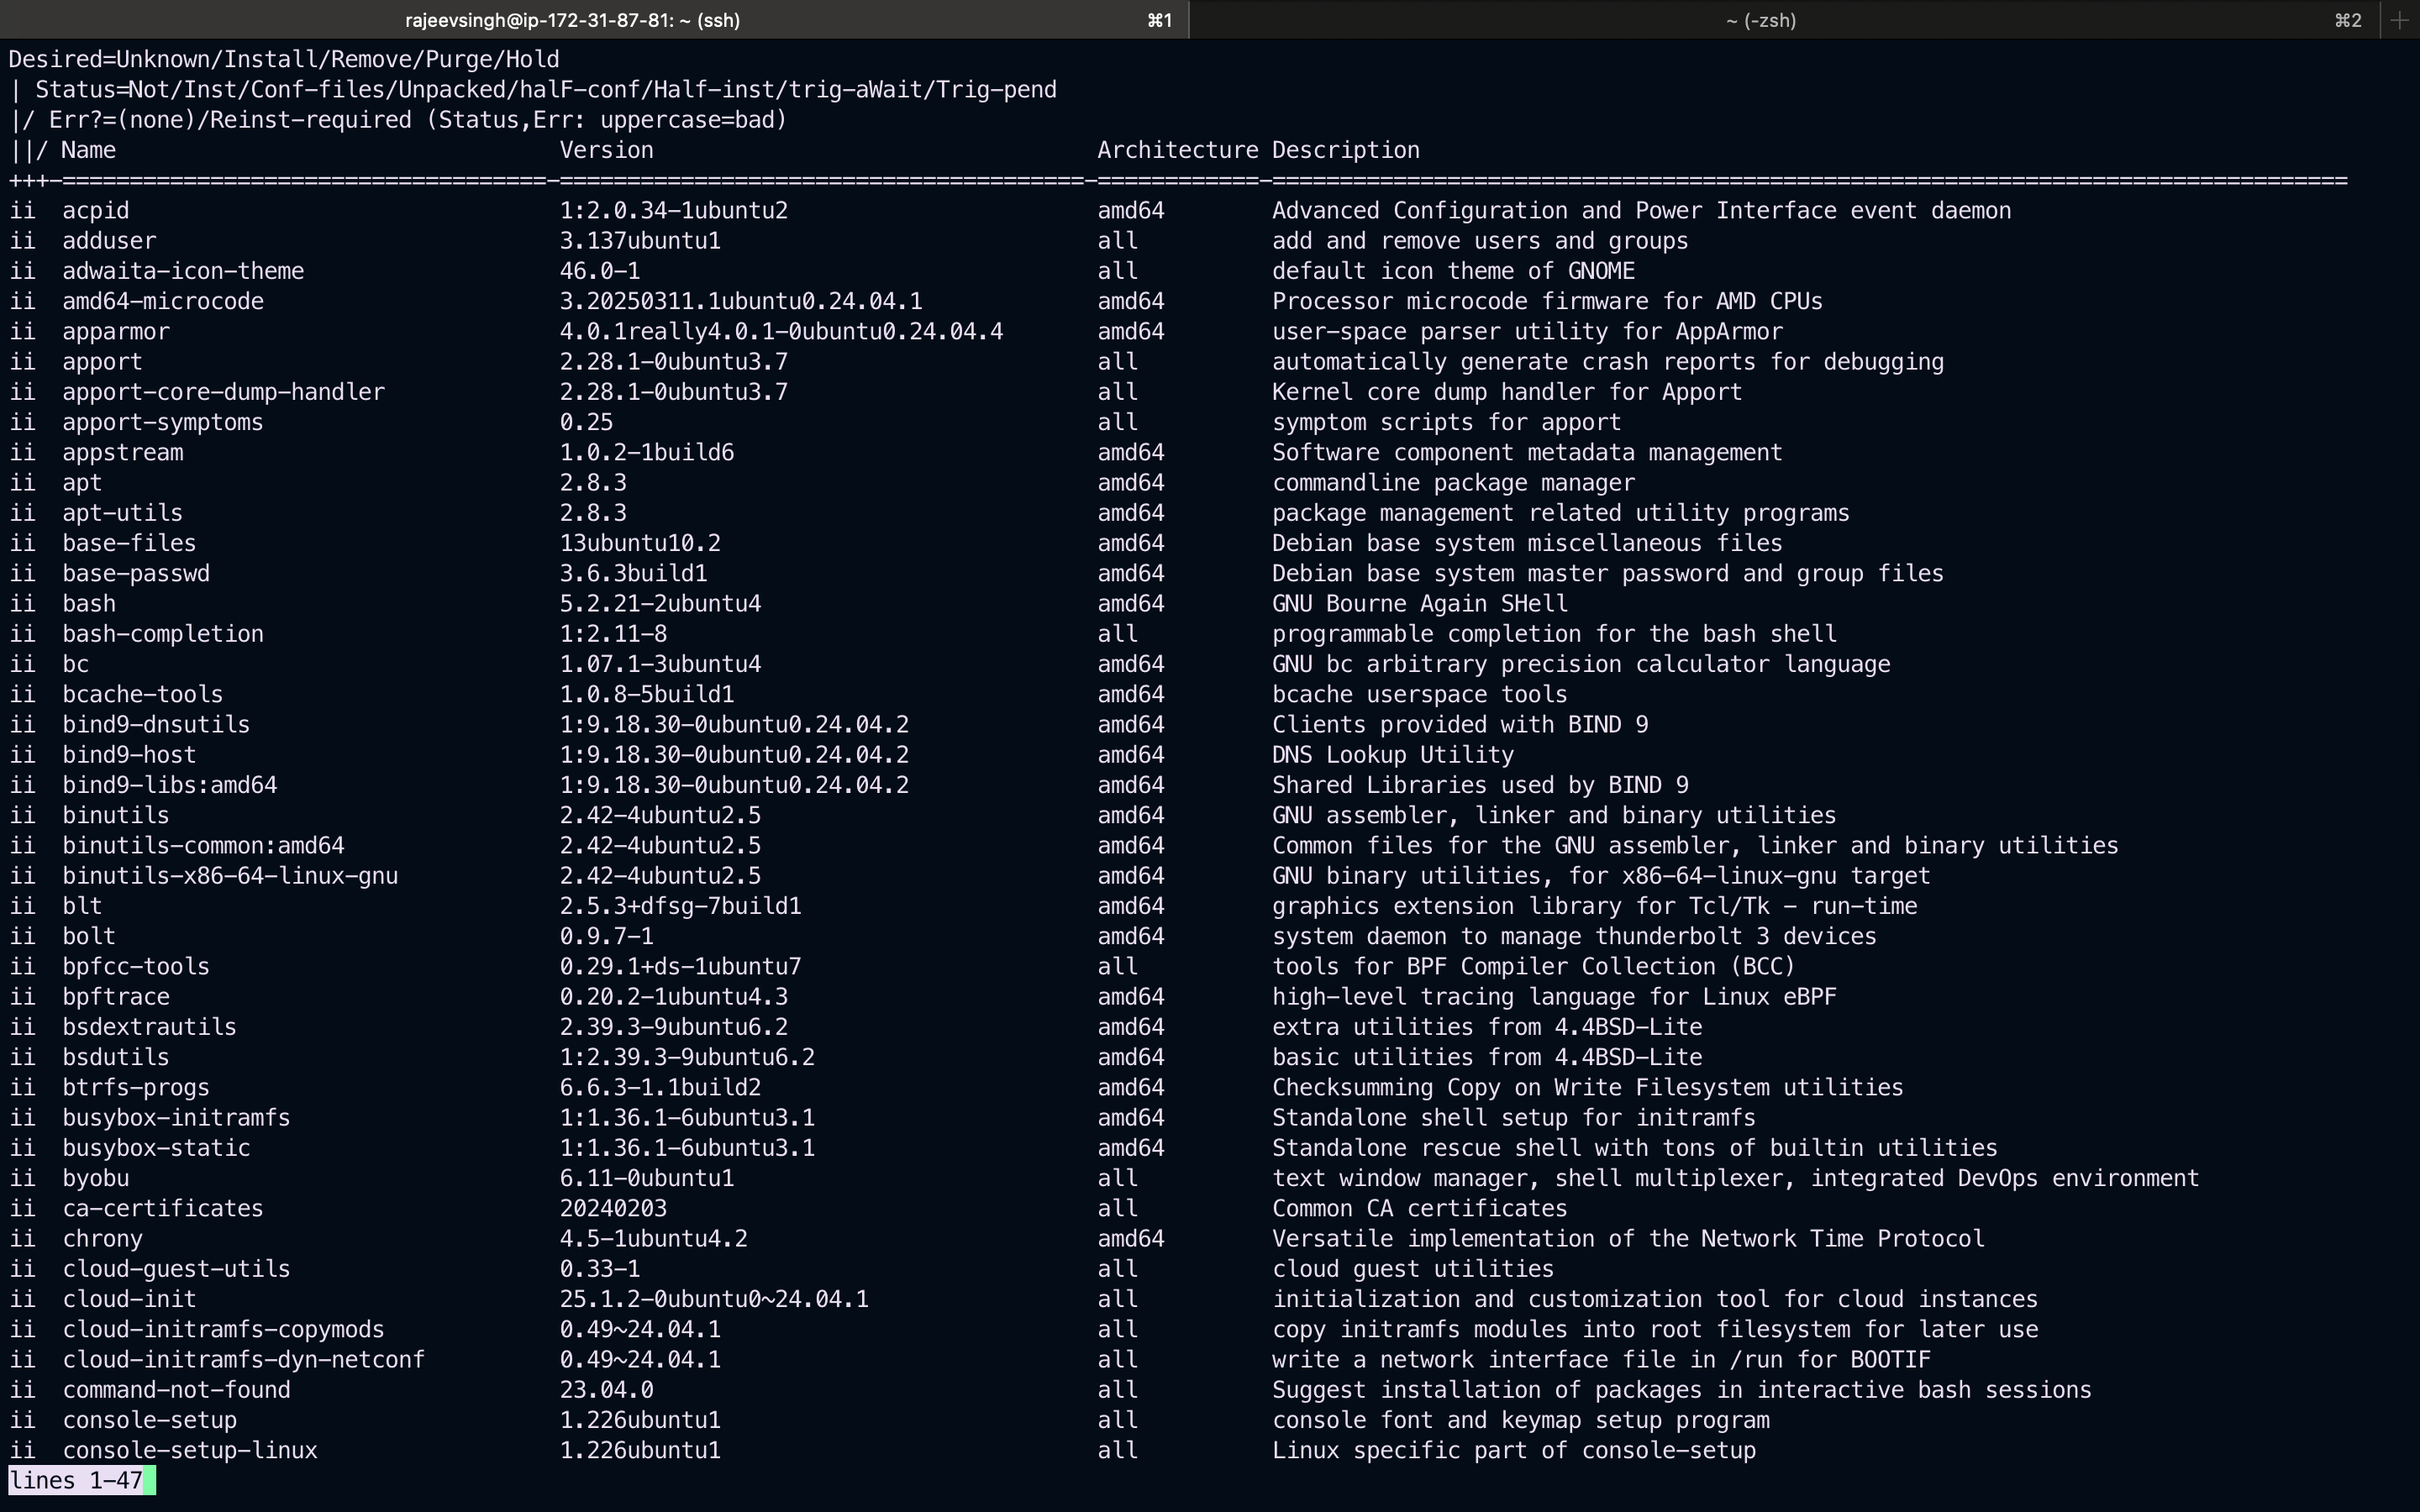 rajeevsingh@ip-172-31-87-81: ~ (ssh) ⌘1 ~ (-zsh) ⌘2 +
Desired=Unknown/Install/Remove/Purge/Hold
| Status=Not/Inst/Conf-files/Unpacked/halF-conf/Half-inst/trig-aWait/Trig-pend
|/ Err?=(none)/Reinst-required (Status,Err: uppercase=bad)
||/ Name Version Architecture Description
+++-====================================-=======================================-============-================================================================================
ii acpid 1:2.0.34-1ubuntu2 amd64 Advanced Configuration and Power Interface event daemon
ii adduser 3.137ubuntu1 all add and remove users and groups
ii adwaita-icon-theme 46.0-1 all default icon theme of GNOME
ii amd64-microcode 3.20250311.1ubuntu0.24.04.1 amd64 Processor microcode firmware for AMD CPUs
ii apparmor 4.0.1really4.0.1-0ubuntu0.24.04.4 amd64 user-space parser utility for AppArmor
ii apport 2.28.1-0ubuntu3.7 all automatically generate crash reports for debugging
ii apport-core-dump-handler 2.28.1-0ubuntu3.7 all Kernel core dump handler for Apport
ii apport-symptoms 0.25 all symptom scripts for apport
ii appstream 1.0.2-1build6 amd64 Software component metadata management
ii apt 2.8.3 amd64 commandline package manager
ii apt-utils 2.8.3 amd64 package management related utility programs
ii base-files 13ubuntu10.2 amd64 Debian base system miscellaneous files
ii base-passwd 3.6.3build1 amd64 Debian base system master password and group files
ii bash 5.2.21-2ubuntu4 amd64 GNU Bourne Again SHell
ii bash-completion 1:2.11-8 all programmable completion for the bash shell
ii bc 1.07.1-3ubuntu4 amd64 GNU bc arbitrary precision calculator language
ii bcache-tools 1.0.8-5build1 amd64 bcache userspace tools
ii bind9-dnsutils 1:9.18.30-0ubuntu0.24.04.2 amd64 Clients provided with BIND 9
ii bind9-host 1:9.18.30-0ubuntu0.24.04.2 amd64 DNS Lookup Utility
ii bind9-libs:amd64 1:9.18.30-0ubuntu0.24.04.2 amd64 Shared Libraries used by BIND 9
ii binutils 2.42-4ubuntu2.5 amd64 GNU assembler, linker and binary utilities
ii binutils-common:amd64 2.42-4ubuntu2.5 amd64 Common files for the GNU assembler, linker and binary utilities
ii binutils-x86-64-linux-gnu 2.42-4ubuntu2.5 amd64 GNU binary utilities, for x86-64-linux-gnu target
ii blt 2.5.3+dfsg-7build1 amd64 graphics extension library for Tcl/Tk - run-time
ii bolt 0.9.7-1 amd64 system daemon to manage thunderbolt 3 devices
ii bpfcc-tools 0.29.1+ds-1ubuntu7 all tools for BPF Compiler Collection (BCC)
ii bpftrace 0.20.2-1ubuntu4.3 amd64 high-level tracing language for Linux eBPF
ii bsdextrautils 2.39.3-9ubuntu6.2 amd64 extra utilities from 4.4BSD-Lite
ii bsdutils 1:2.39.3-9ubuntu6.2 amd64 basic utilities from 4.4BSD-Lite
ii btrfs-progs 6.6.3-1.1build2 amd64 Checksumming Copy on Write Filesystem utilities
ii busybox-initramfs 1:1.36.1-6ubuntu3.1 amd64 Standalone shell setup for initramfs
ii busybox-static 1:1.36.1-6ubuntu3.1 amd64 Standalone rescue shell with tons of builtin utilities
ii byobu 6.11-0ubuntu1 all text window manager, shell multiplexer, integrated DevOps environment
ii ca-certificates 20240203 all Common CA certificates
ii chrony 4.5-1ubuntu4.2 amd64 Versatile implementation of the Network Time Protocol
ii cloud-guest-utils 0.33-1 all cloud guest utilities
ii cloud-init 25.1.2-0ubuntu0~24.04.1 all initialization and customization tool for cloud instances
ii cloud-initramfs-copymods 0.49~24.04.1 all copy initramfs modules into root filesystem for later use
ii cloud-initramfs-dyn-netconf 0.49~24.04.1 all write a network interface file in /run for BOOTIF
ii command-not-found 23.04.0 all Suggest installation of packages in interactive bash sessions
ii console-setup 1.226ubuntu1 all console font and keymap setup program
ii console-setup-linux 1.226ubuntu1 all Linux specific part of console-setup
lines 1-47